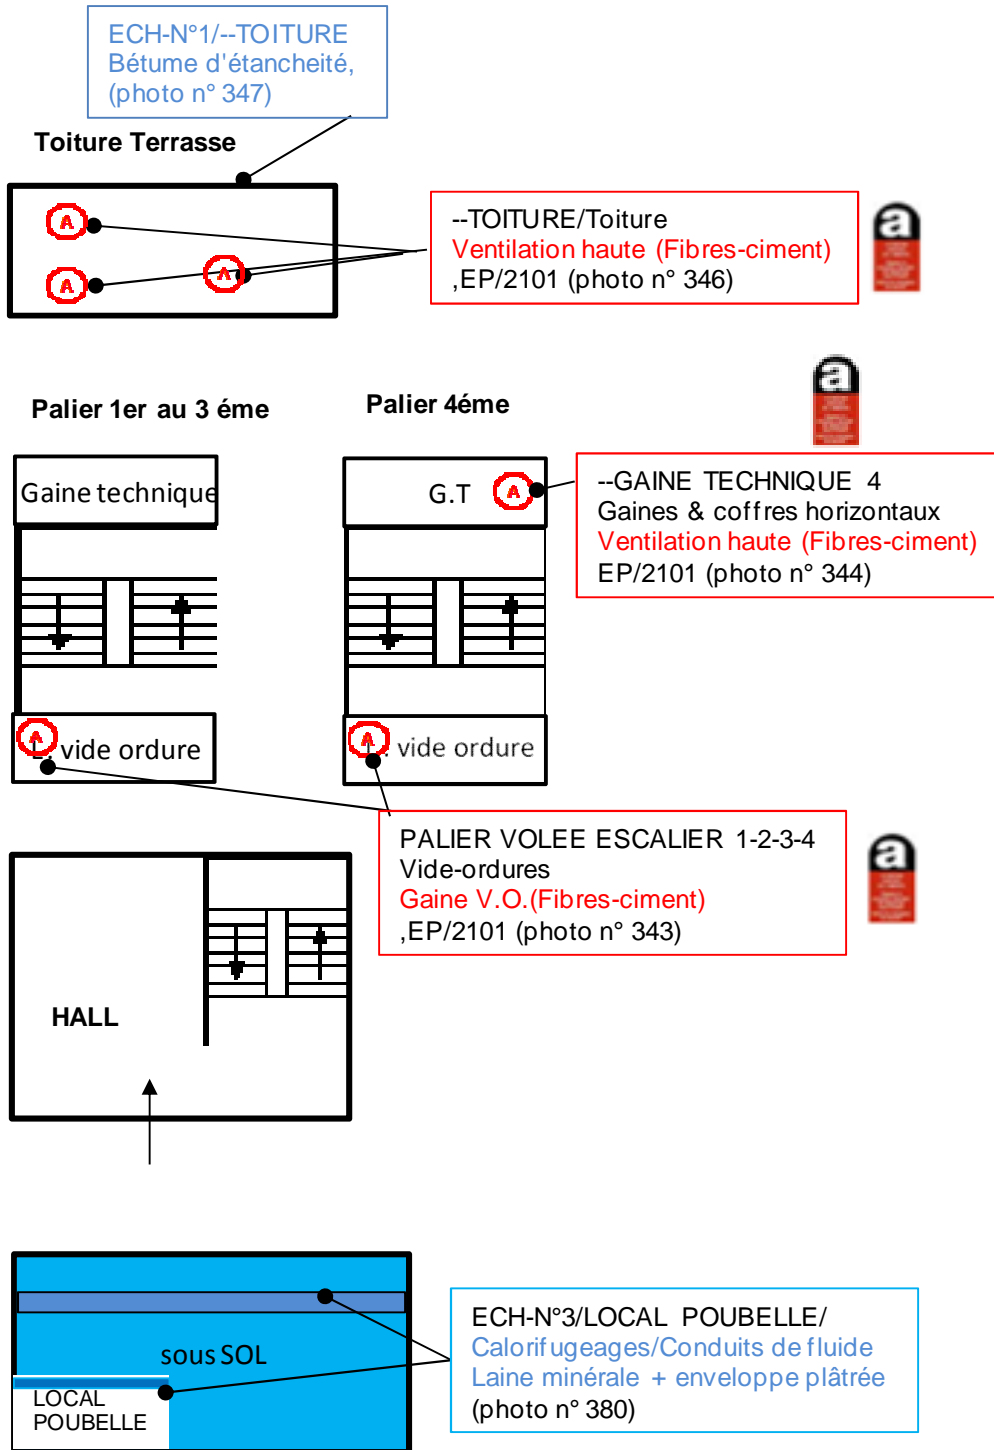 ECH-N°1/--TOITURE
Bétume d'étancheité,
(photo n° 347)
Toiture Terrasse
A
A
A
--TOITURE/Toiture
Ventilation haute (Fibres-ciment)
,EP/2101 (photo n° 346)
a
a
Palier 1er au 3 éme
Palier 4éme
Gaine technique
G.T
A
--GAINE TECHNIQUE 4
Gaines & coffres horizontaux
Ventilation haute (Fibres-ciment)
EP/2101 (photo n° 344)
A
L. vide ordure
A
. vide ordure
PALIER VOLEE ESCALIER 1-2-3-4
Vide-ordures
Gaine V.O.(Fibres-ciment)
,EP/2101 (photo n° 343)
a
HALL
sous SOL
LOCAL
POUBELLE
ECH-N°3/LOCAL POUBELLE/
Calorifugeages/Conduits de fluide
Laine minérale + enveloppe plâtrée
(photo n° 380)